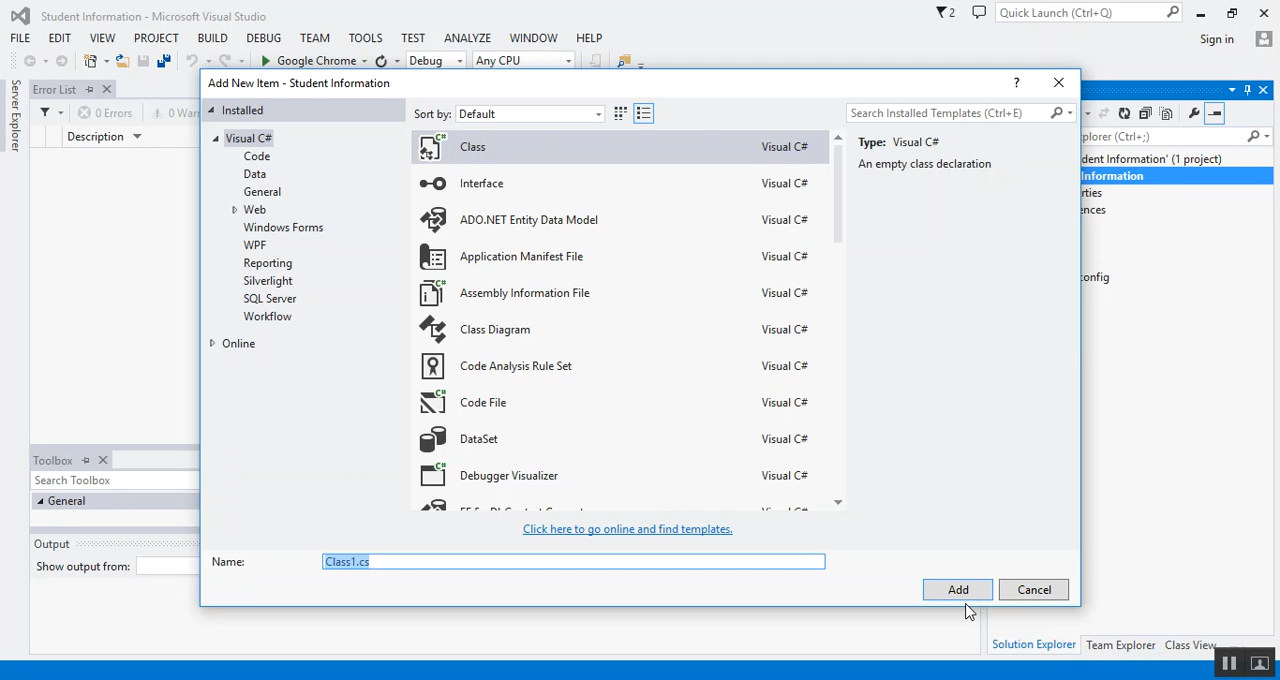 Student Information - Microsoft Visual Studio
2
Quick Launch (Ctrl+Q)
FILE EDIT VIEW PROJECT BUILD DEBUG TEAM TOOLS TEST ANALYZE WINDOW HELP
Sign in
Google Chrome Debug Any CPU
Server Explorer
Error List
0 Errors 0 Warn
Description
Toolbox
Search Toolbox
General
Output
Show output from:
Add New Item - Student Information
?
Installed
Visual C#
Code
Data
General
Web
Windows Forms
WPF
Reporting
Silverlight
SQL Server
Workflow
Online
Sort by: Default
Search Installed Templates (Ctrl+E)
Class Visual C#
Interface Visual C#
ADO.NET Entity Data Model Visual C#
Application Manifest File Visual C#
Assembly Information File Visual C#
Class Diagram Visual C#
Code Analysis Rule Set Visual C#
Code File Visual C#
DataSet Visual C#
Debugger Visualizer Visual C#
Type: Visual C#
An empty class declaration
Click here to go online and find templates.
Name: Class1.cs
Add Cancel
plorer (Ctrl+;)
dent Information' (1 project)
Information
rties
ences
config
Solution Explorer Team Explorer Class View